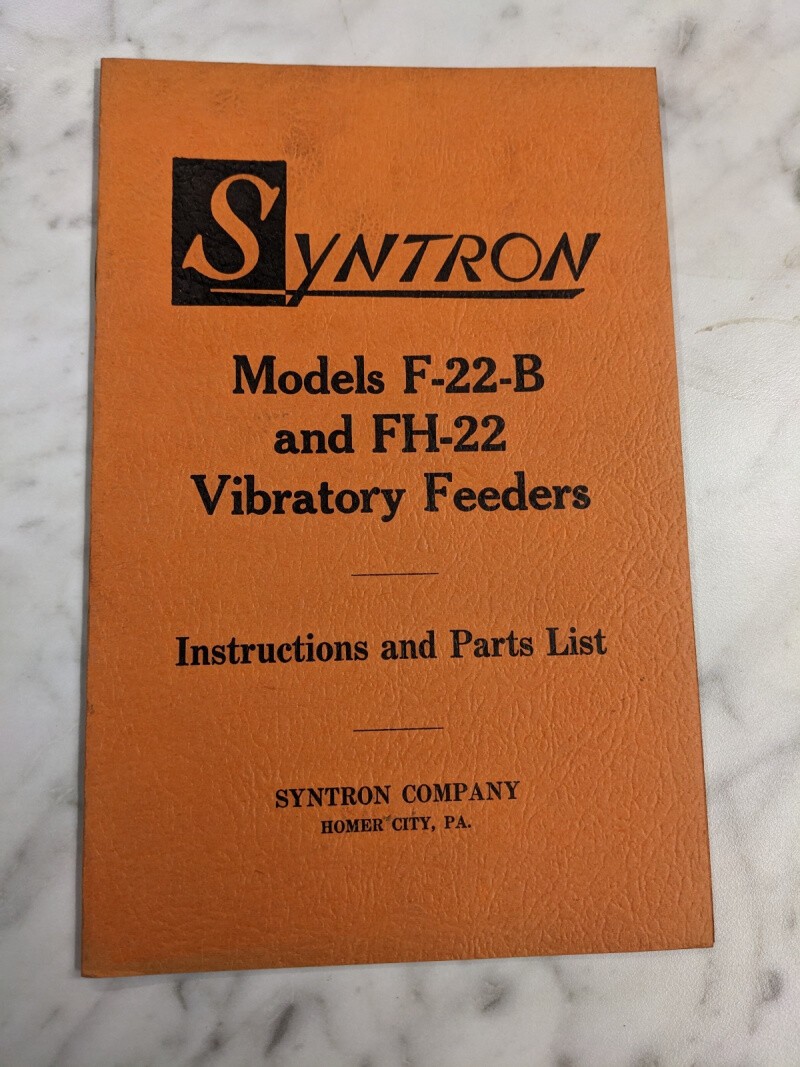 SYNTRON
Models F-22-B
and FH-22
Vibratory Feeders
Instructions and Parts List
SYNTRON COMPANY
HOMER CITY, PA.